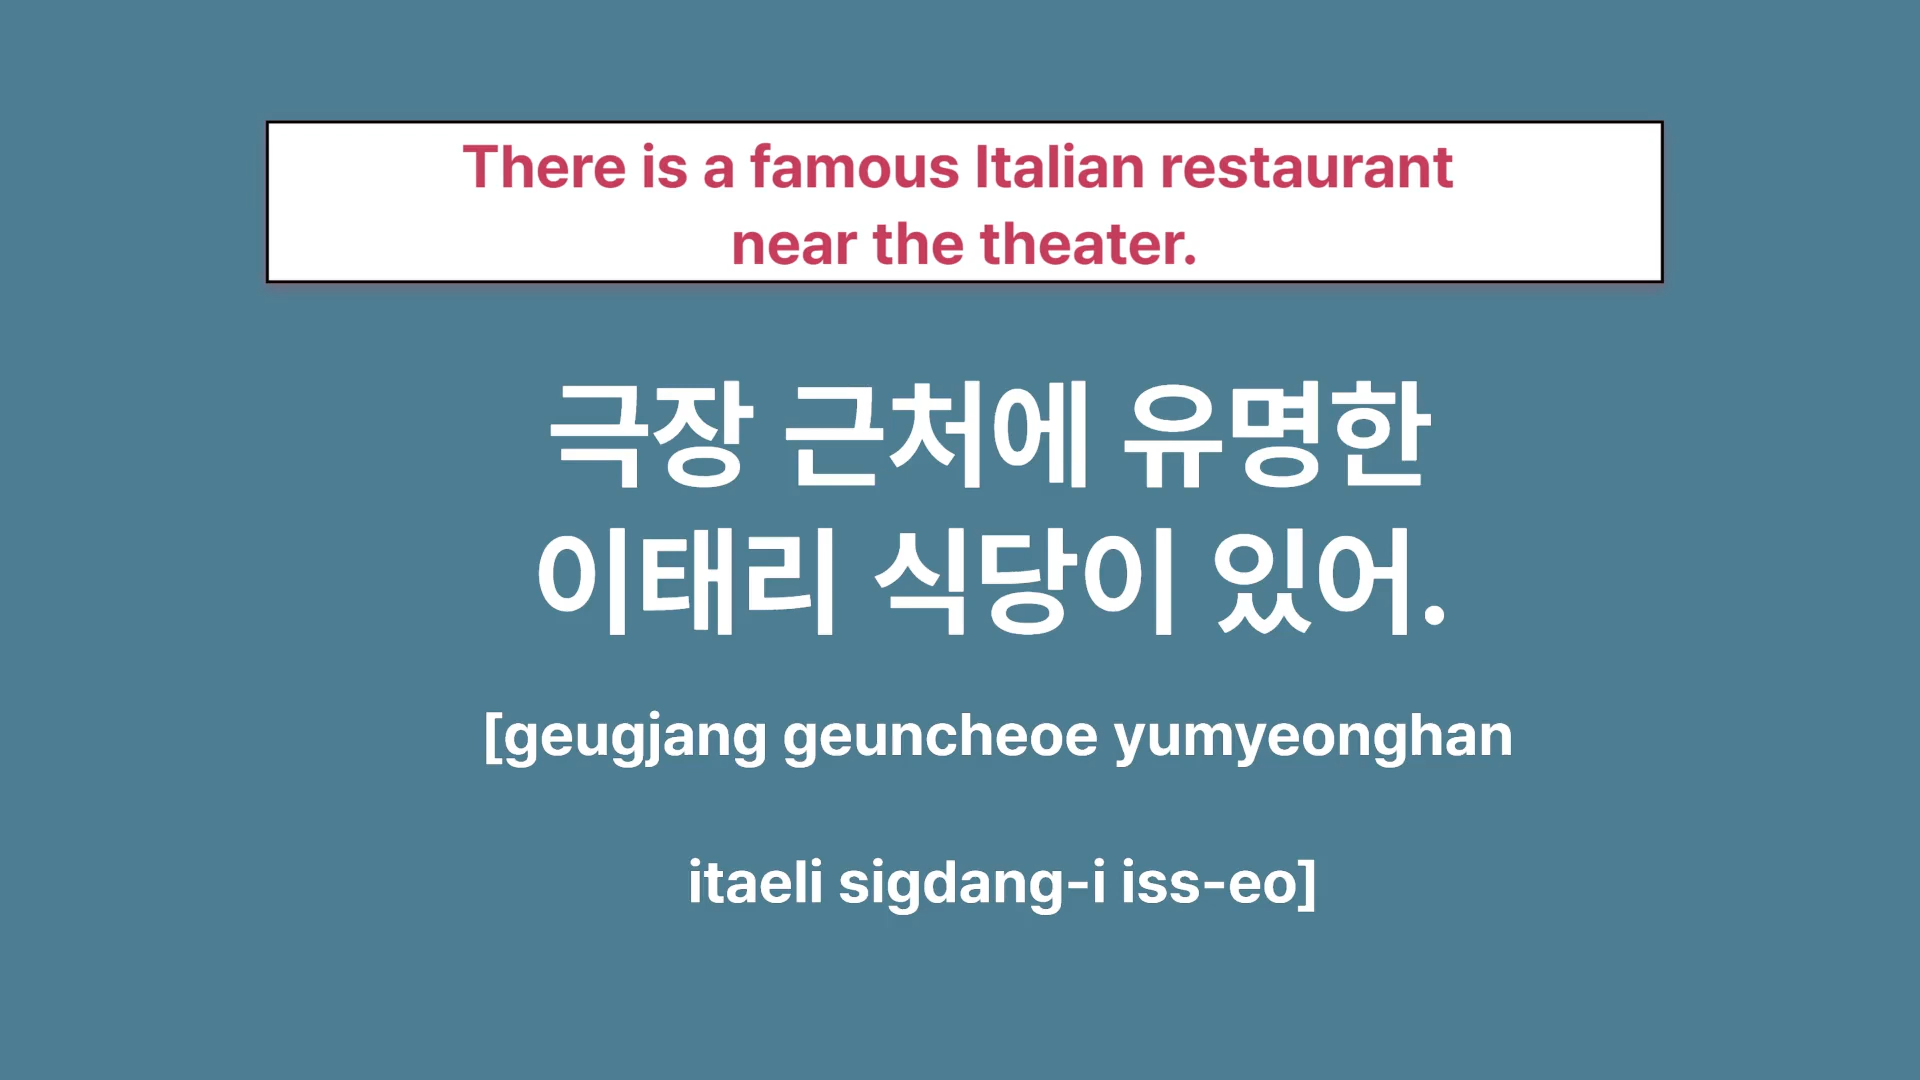 There is a famous Italian restaurant
near the theater.
극장 근처에 유명한
이태리 식당이 있어.
[geugjang geuncheoe yumyeonghan
itaeli sigdang-i iss-eo]